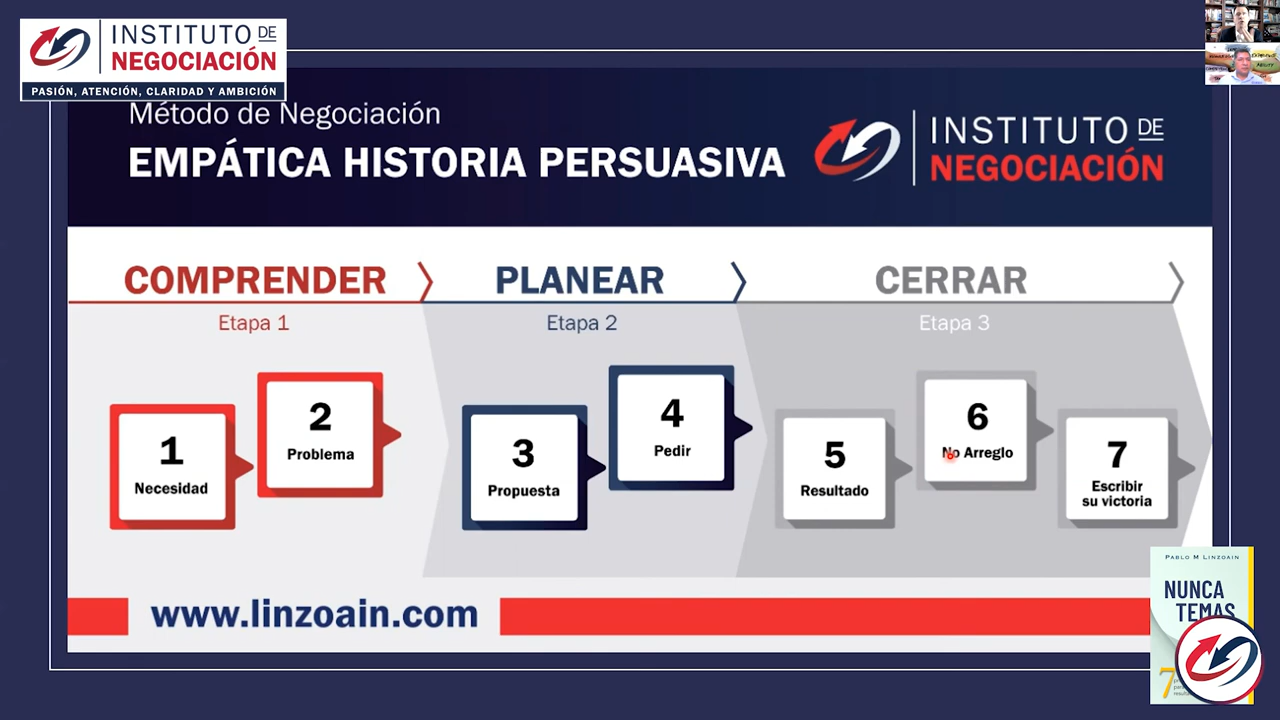 INSTITUTO DE
NEGOCIACIÓN
PASIÓN, ATENCIÓN, CLARIDAD Y AMBICIÓN
Método de Negociación
EMPÁTICA HISTORIA PERSUASIVA
INSTITUTO DE
NEGOCIACIÓN
COMPRENDER
PLANEAR
CERRAR
Etapa 1
Etapa 2
Etapa 3
1
Necesidad
2
Problema
3
Propuesta
4
Pedir
5
Resultado
6
No Arreglo
7
Escribir
su victoria
www.linzoain.com
PABLO M LINZOAIN
NUNCA
TEMAS
7